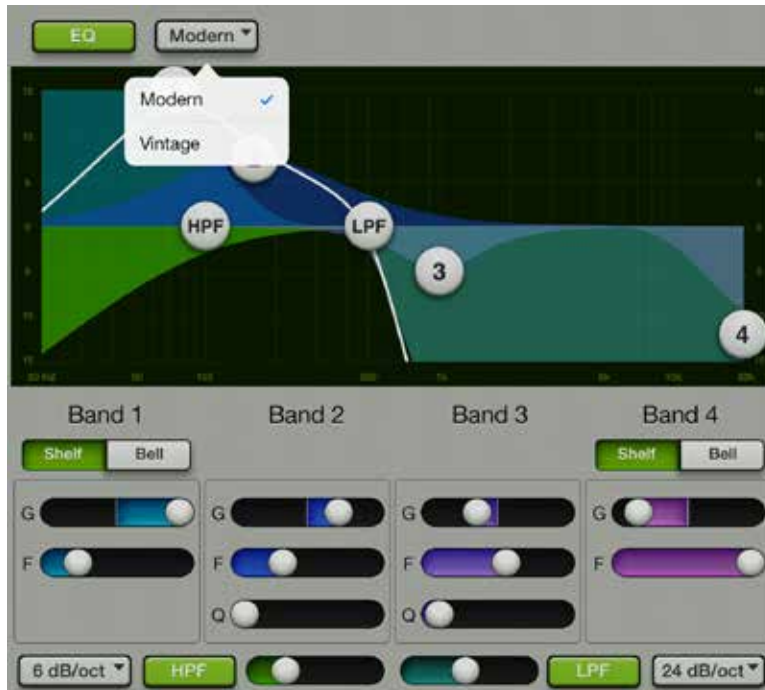 EQ
Modern
Modern
Vintage
HPF
LPF
3
4
Band 1
Band 2
Band 3
Band 4
Shelf
Bell
Shelf
Bell
G
G
G
G
F
F
F
F
Q
Q
6 dB/oct
HPF
LPF
24 dB/oct